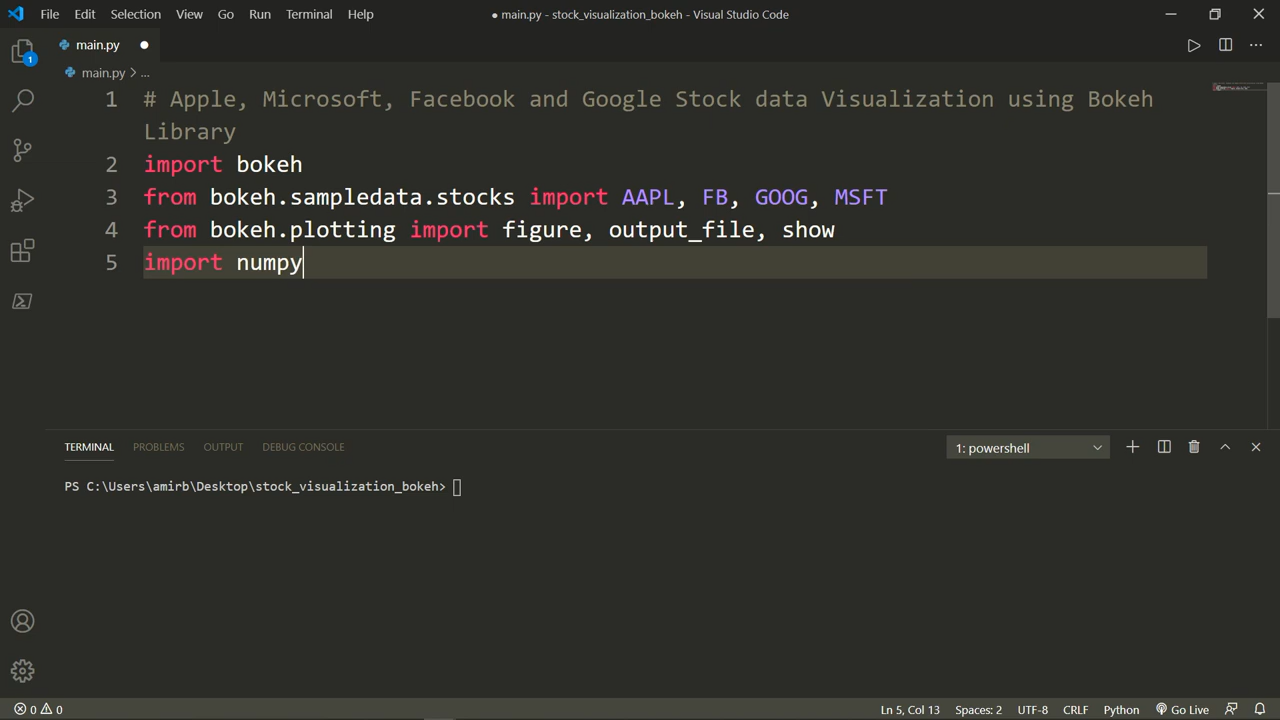 File Edit Selection View Go Run Terminal Help ● main.py - stock_visualization_bokeh - Visual Studio Code
main.py ●
1
main.py > ...
1 # Apple, Microsoft, Facebook and Google Stock data Visualization using Bokeh
Library
2 import bokeh
3 from bokeh.sampledata.stocks import AAPL, FB, GOOG, MSFT
4 from bokeh.plotting import figure, output_file, show
5 import numpy
TERMINAL PROBLEMS OUTPUT DEBUG CONSOLE 1: powershell
PS C:\Users\amirb\Desktop\stock_visualization_bokeh>
0 0 Ln 5, Col 13 Spaces: 2 UTF-8 CRLF Python Go Live